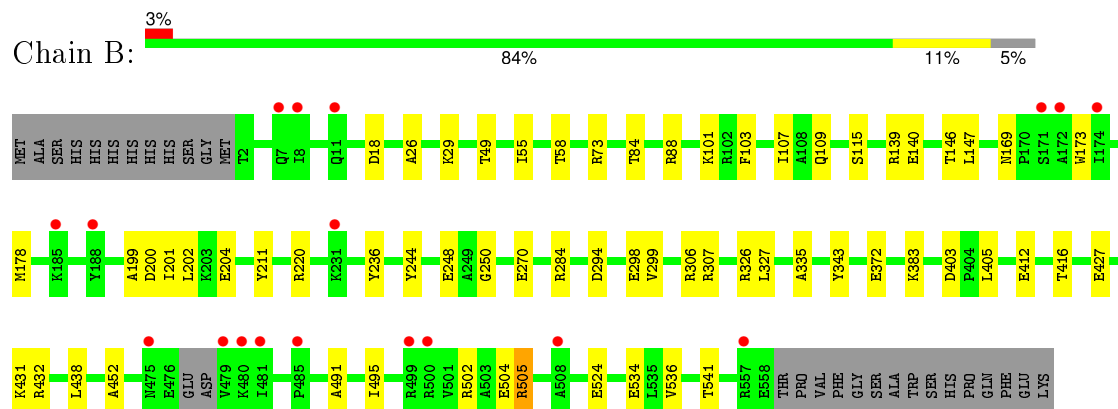 3%
Chain B:
84% 11% 5%
MET ALA SER HIS HIS HIS HIS HIS HIS SER GLY MET T2 Q7 I8 Q11 D18 A26 K29 T49 I55 T58 R73 T84 R88 K101 R102 F103 I107 A108 Q109 S115 R139 E140 T146 L147 N169 P170 S171 A172 W173 I174
M178 K185 Y188 A199 D200 I201 L202 K203 E204 Y211 R220 K231 Y236 Y244 E248 A249 G250 E270 R284 D294 E298 V299 R306 R307 R326 L327 A335 Y343 E372 K383 D403 P404 L405 E412 T416 E427
K431 R432 L438 A452 N475 E476 GLU ASP V479 K480 I481 P485 A491 I495 R499 R500 V501 R502 A503 E504 R505 A508 E524 E534 L535 V536 T541 R557 E558 THR PRO VAL PHE GLY SER ALA TRP SER HIS PRO GLN PHE GLU LYS